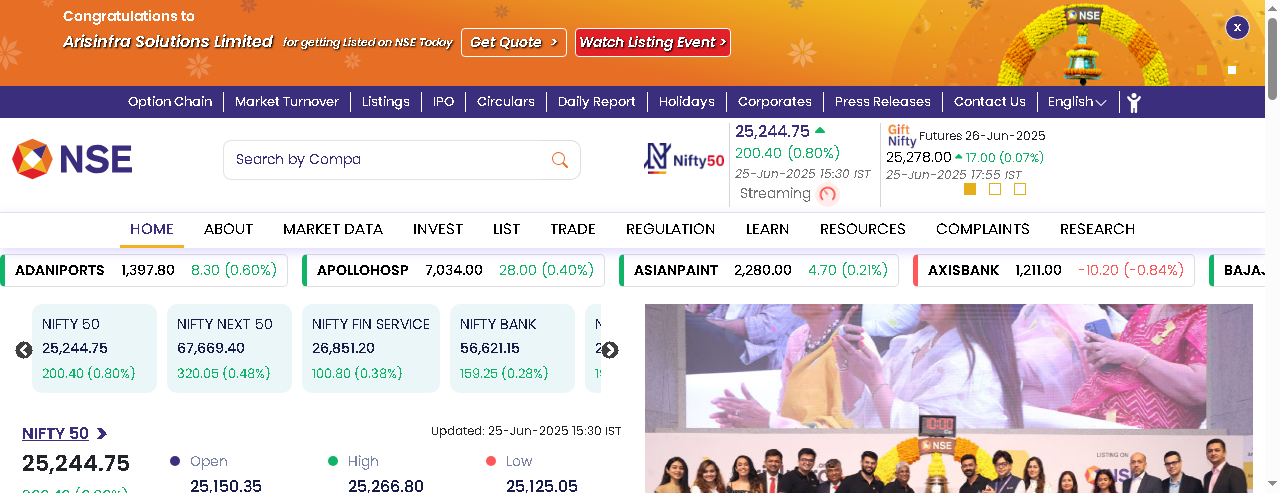 Congratulations to
Arisinfra Solutions Limited for getting Listed on NSE Today Get Quote > Watch Listing Event >
NSE
x
Option Chain Market Turnover Listings IPO Circulars Daily Report Holidays Corporates Press Releases Contact Us English
NSE
Search by Compa
Nifty50
25,244.75
200.40 (0.80%)
25-Jun-2025 15:30 IST
Streaming
Gift Nifty Futures 26-Jun-2025
25,278.00 17.00 (0.07%)
25-Jun-2025 17:55 IST
HOME ABOUT MARKET DATA INVEST LIST TRADE REGULATION LEARN RESOURCES COMPLAINTS RESEARCH
ADANIPORTS 1,397.80 8.30 (0.60%) APOLLOHOSP 7,034.00 28.00 (0.40%) ASIANPAINT 2,280.00 4.70 (0.21%) AXISBANK 1,211.00 -10.20 (-0.84%) BAJAJ
NIFTY 50 NIFTY NEXT 50 NIFTY FIN SERVICE NIFTY BANK
25,244.75 67,669.40 26,851.20 56,621.15
200.40 (0.80%) 320.05 (0.48%) 100.80 (0.38%) 159.25 (0.28%)
NIFTY 50 Updated: 25-Jun-2025 15:30 IST
25,244.75 Open High Low
25,150.35 25,266.80 25,125.05
10:00
NSE
LISTING ON
NS